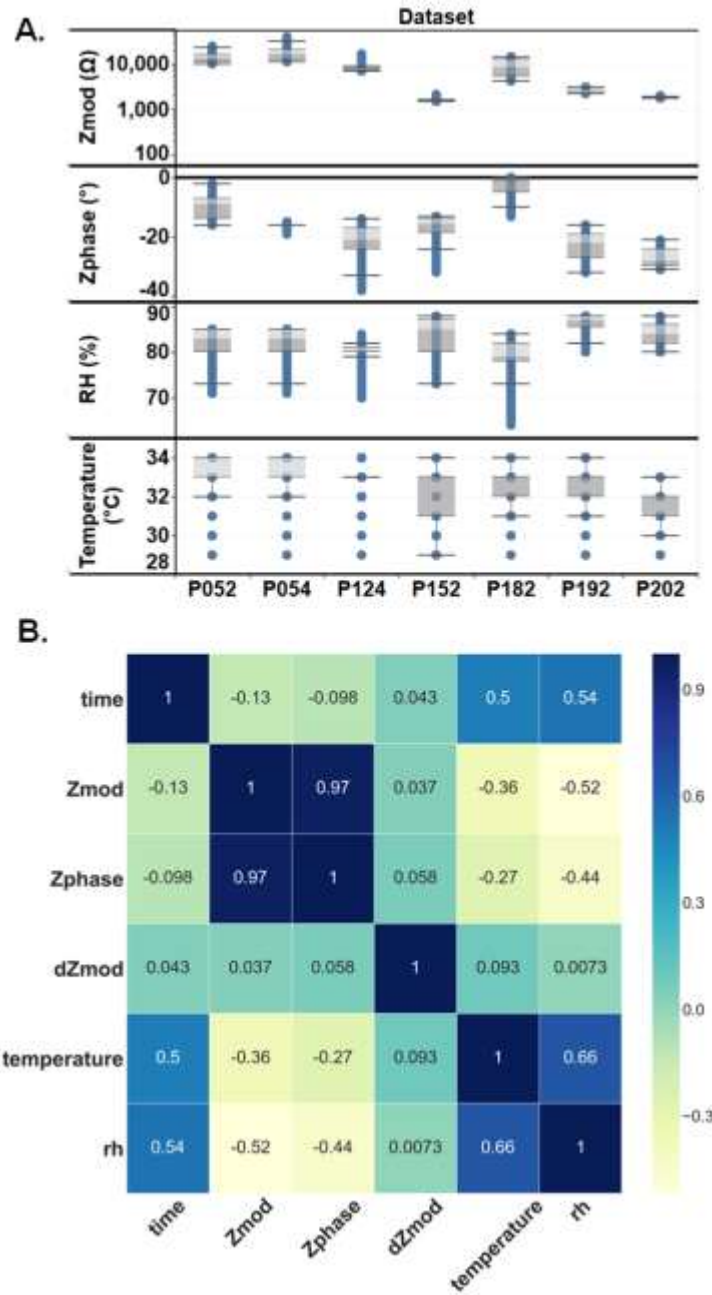 A.
Dataset
Zmod (Ω)
10,000
1,000
100
Zphase (°)
0
-20
-40
RH (%)
90
80
70
Temperature
(°C)
34
32
30
28
P052 P054 P124 P152 P182 P192 P202
B.
time 1 -0.13 -0.098 0.043 0.5 0.54
Zmod -0.13 1 0.97 0.037 -0.36 -0.52
Zphase -0.098 0.97 1 0.058 -0.27 -0.44
dZmod 0.043 0.037 0.058 1 0.093 0.0073
temperature 0.5 -0.36 -0.27 0.093 1 0.66
rh 0.54 -0.52 -0.44 0.0073 0.66 1
time Zmod Zphase dZmod temperature rh
0.9
0.6
0.3
0.0
−0.3